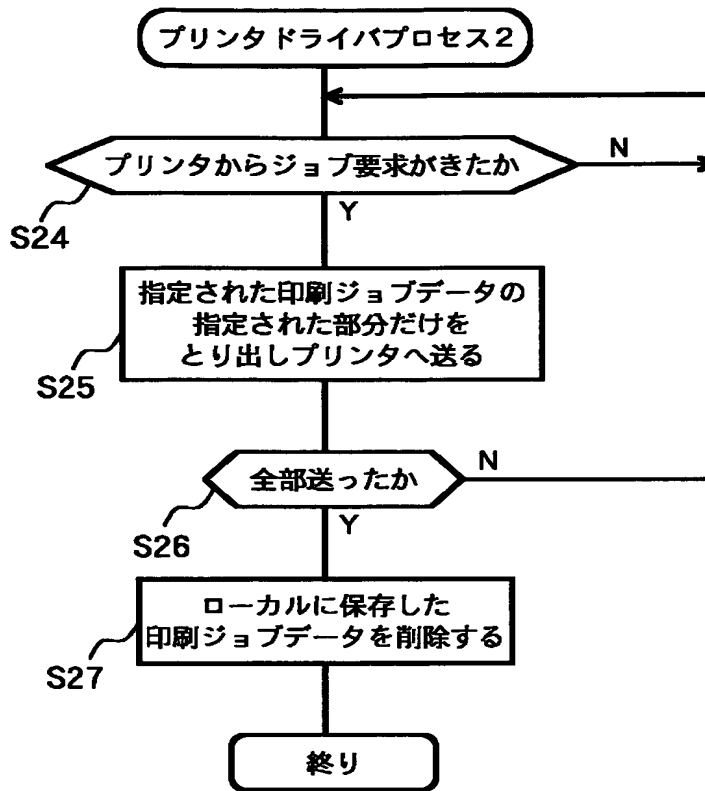 プリンタドライバプロセス2
プリンタからジョブ要求がきたか
N
Y
S24
指定された印刷ジョブデータの
指定された部分だけを
とり出しプリンタへ送る
S25
全部送ったか
N
Y
S26
ローカルに保存した
印刷ジョブデータを削除する
S27
終り